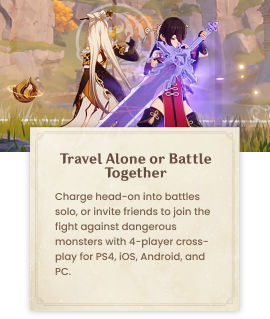 Travel Alone or Battle
Together
Charge head-on into battles
solo, or invite friends to join the
fight against dangerous
monsters with 4-player cross-
play for PS4, iOS, Android, and
PC.